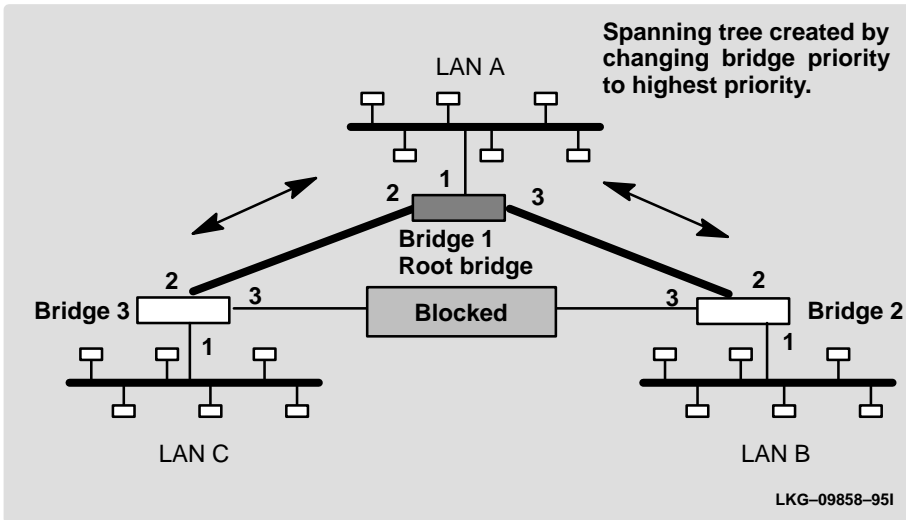 Spanning tree created by
changing bridge priority
to highest priority.
LAN A
1
2
3
Bridge 1
Root bridge
2
2
Bridge 3
3
Blocked
3
Bridge 2
1
1
LAN C
LAN B
LKG–09858–95I